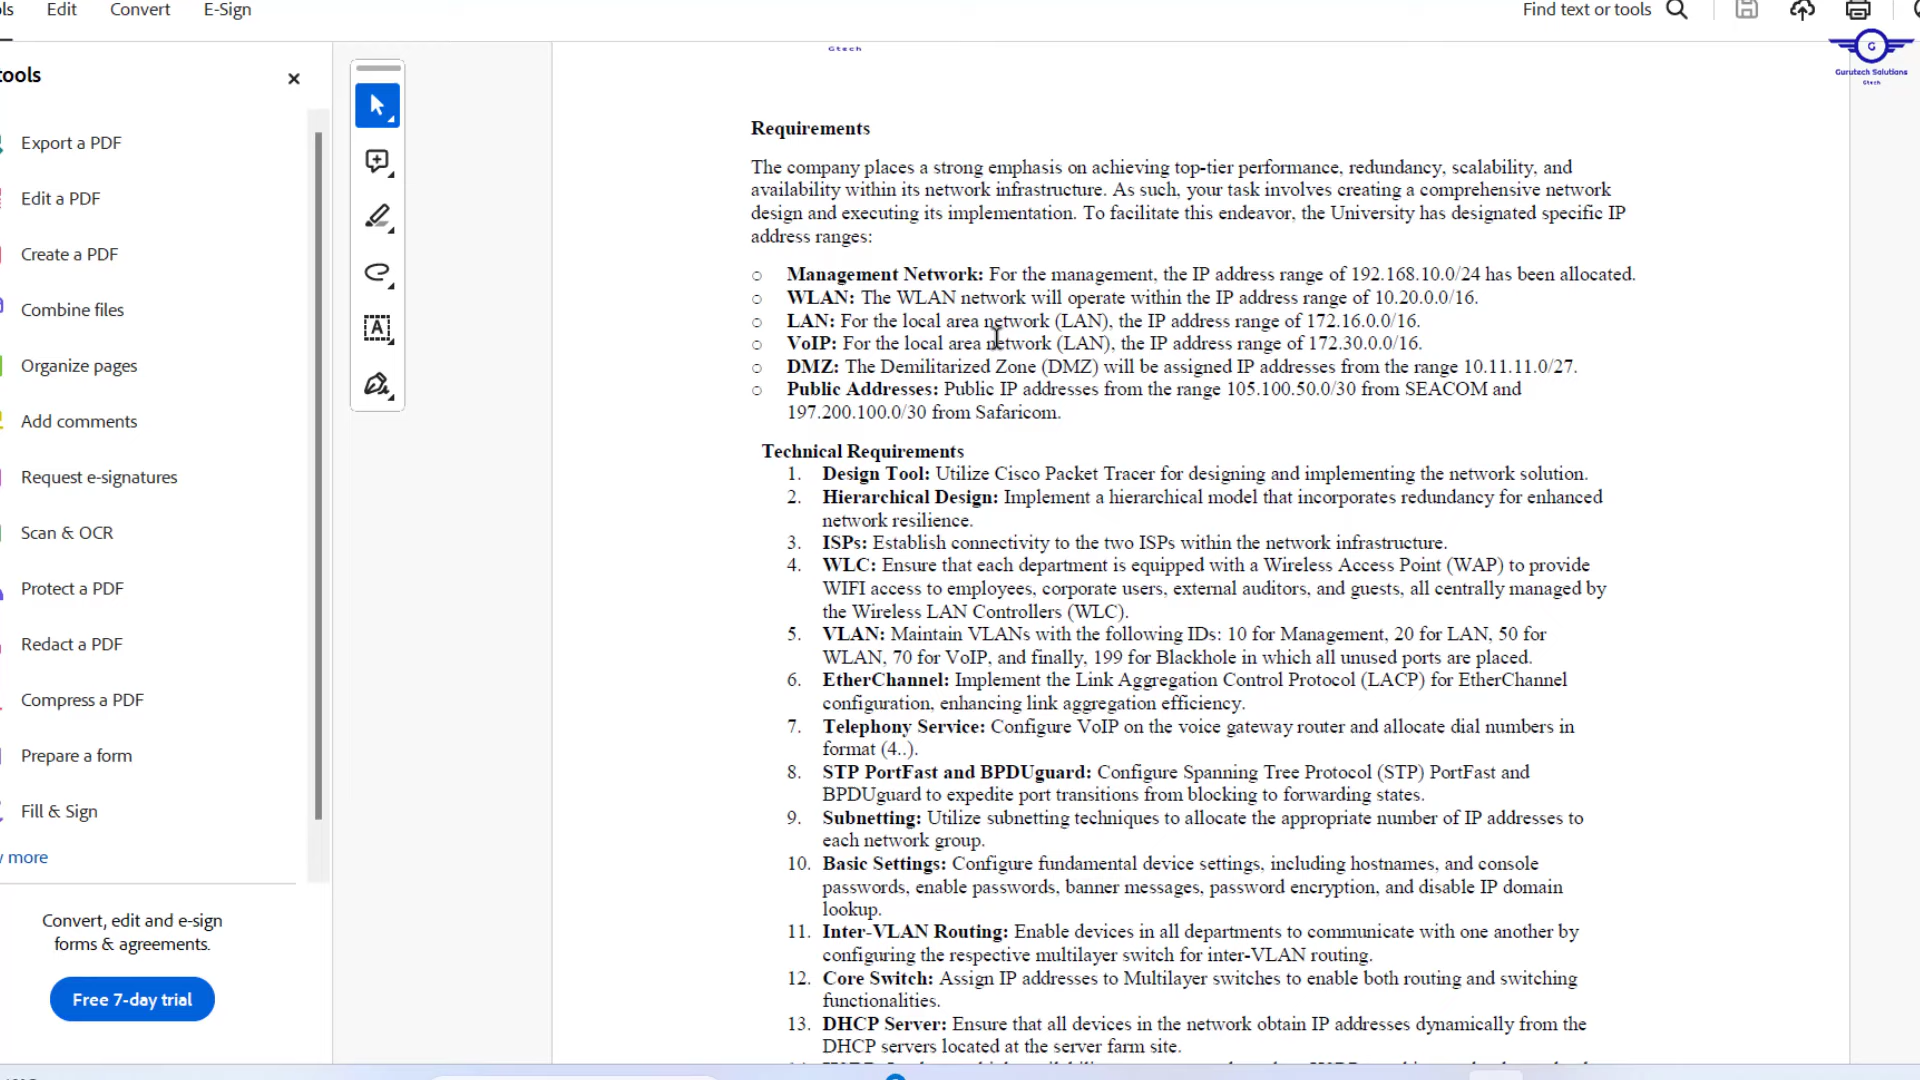 ls Edit Convert E-Sign Find text or tools
Gtech
G
Gurutech Solutions
Gtech
tools
Export a PDF
Edit a PDF
Create a PDF
Combine files
Organize pages
Add comments
Request e-signatures
Scan & OCR
Protect a PDF
Redact a PDF
Compress a PDF
Prepare a form
Fill & Sign
more
Convert, edit and e-sign
forms & agreements.
Free 7-day trial
A
Requirements
The company places a strong emphasis on achieving top-tier performance, redundancy, scalability, and
availability within its network infrastructure. As such, your task involves creating a comprehensive network
design and executing its implementation. To facilitate this endeavor, the University has designated specific IP
address ranges:
○ Management Network: For the management, the IP address range of 192.168.10.0/24 has been allocated.
○ WLAN: The WLAN network will operate within the IP address range of 10.20.0.0/16.
○ LAN: For the local area network (LAN), the IP address range of 172.16.0.0/16.
○ VoIP: For the local area network (LAN), the IP address range of 172.30.0.0/16.
○ DMZ: The Demilitarized Zone (DMZ) will be assigned IP addresses from the range 10.11.11.0/27.
○ Public Addresses: Public IP addresses from the range 105.100.50.0/30 from SEACOM and
197.200.100.0/30 from Safaricom.
Technical Requirements
1. Design Tool: Utilize Cisco Packet Tracer for designing and implementing the network solution.
2. Hierarchical Design: Implement a hierarchical model that incorporates redundancy for enhanced
network resilience.
3. ISPs: Establish connectivity to the two ISPs within the network infrastructure.
4. WLC: Ensure that each department is equipped with a Wireless Access Point (WAP) to provide
WIFI access to employees, corporate users, external auditors, and guests, all centrally managed by
the Wireless LAN Controllers (WLC).
5. VLAN: Maintain VLANs with the following IDs: 10 for Management, 20 for LAN, 50 for
WLAN, 70 for VoIP, and finally, 199 for Blackhole in which all unused ports are placed.
6. EtherChannel: Implement the Link Aggregation Control Protocol (LACP) for EtherChannel
configuration, enhancing link aggregation efficiency.
7. Telephony Service: Configure VoIP on the voice gateway router and allocate dial numbers in
format (4..).
8. STP PortFast and BPDUguard: Configure Spanning Tree Protocol (STP) PortFast and
BPDUguard to expedite port transitions from blocking to forwarding states.
9. Subnetting: Utilize subnetting techniques to allocate the appropriate number of IP addresses to
each network group.
10. Basic Settings: Configure fundamental device settings, including hostnames, and console
passwords, enable passwords, banner messages, password encryption, and disable IP domain
lookup.
11. Inter-VLAN Routing: Enable devices in all departments to communicate with one another by
configuring the respective multilayer switch for inter-VLAN routing.
12. Core Switch: Assign IP addresses to Multilayer switches to enable both routing and switching
functionalities.
13. DHCP Server: Ensure that all devices in the network obtain IP addresses dynamically from the
DHCP servers located at the server farm site.